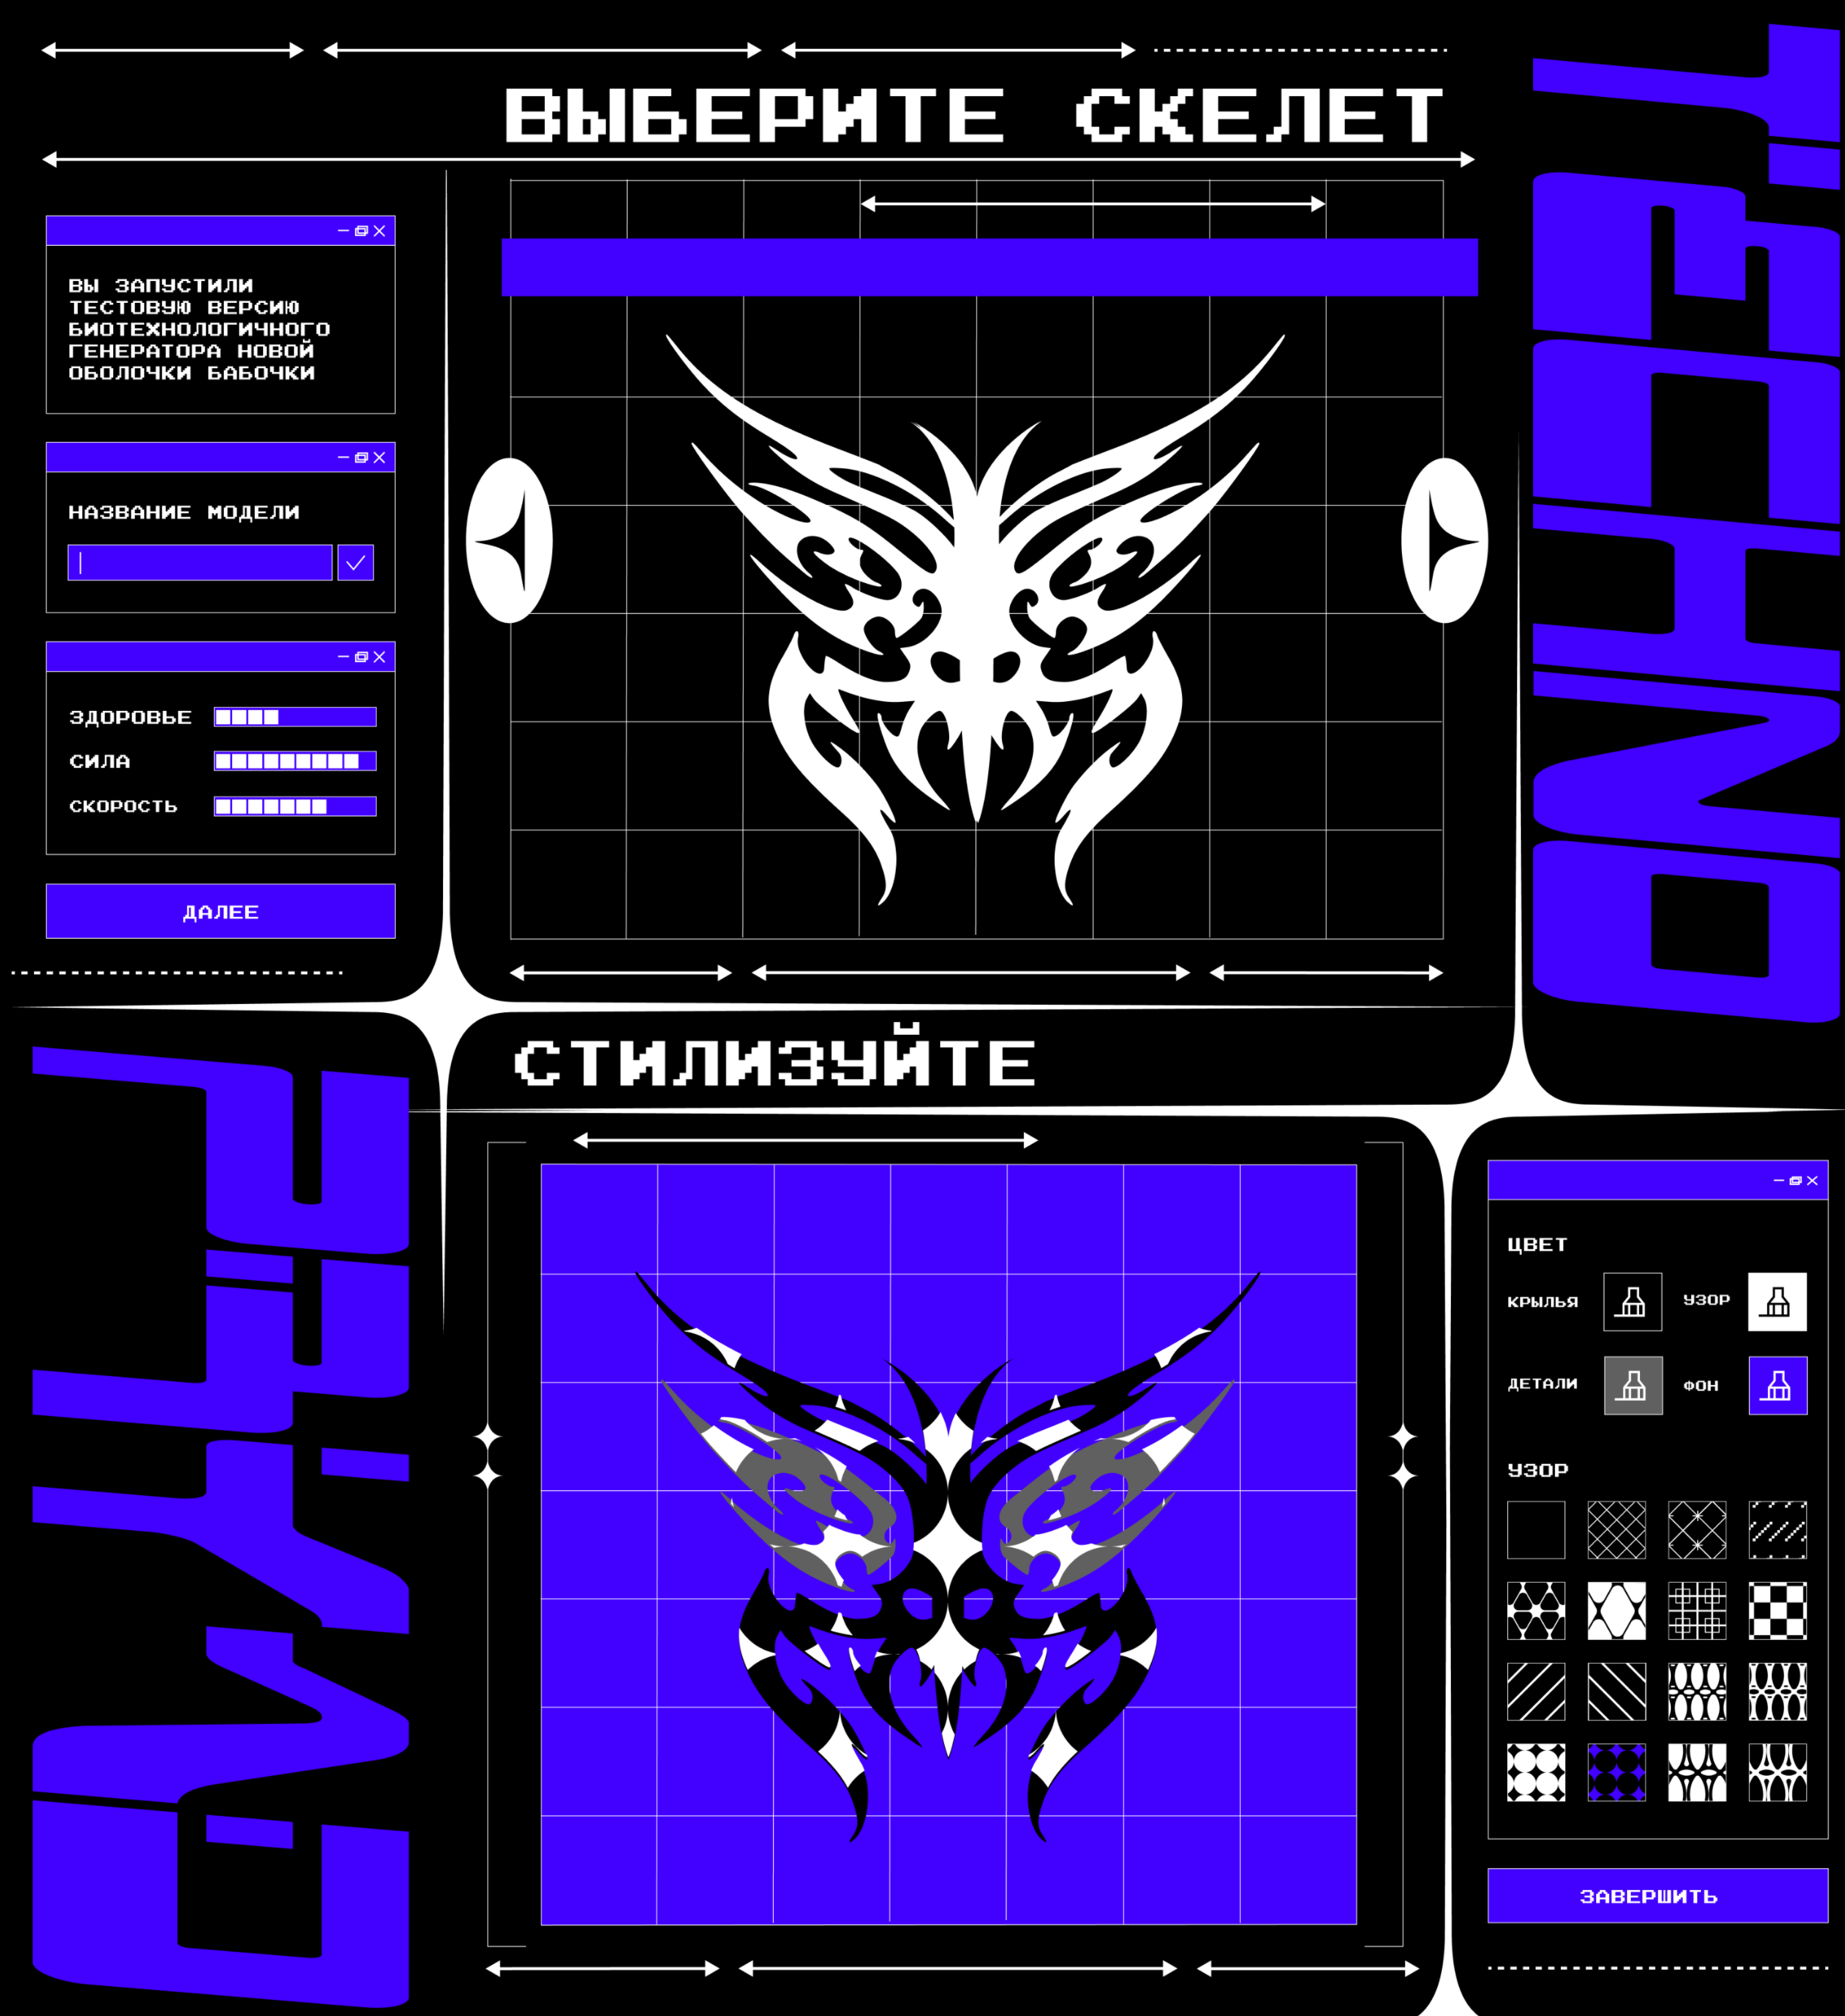 ВЫБЕРИТЕ СКЕЛЕТ
ВЫ ЗАПУСТИЛИ
ТЕСТОВУЮ ВЕРСИЮ
БИОТЕХНОЛОГИЧНОГО
ГЕНЕРАТОРА НОВОЙ
ОБОЛОЧКИ БАБОЧКИ
НАЗВАНИЕ МОДЕЛИ
ЗДОРОВЬЕ
СИЛА
СКОРОСТЬ
ДАЛЕЕ
СТИЛИЗУЙТЕ
ЦВЕТ
КРЫЛЬЯ
УЗОР
ДЕТАЛИ
ФОН
УЗОР
ЗАВЕРШИТЬ